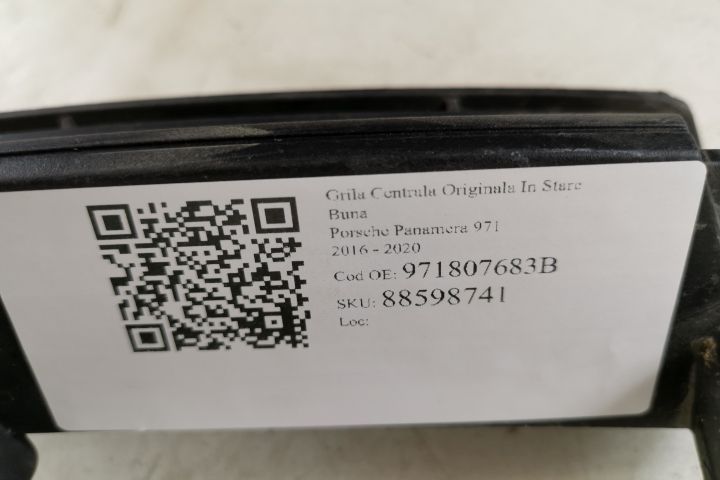 Grila Centrala Originala In Stare
Buna
Porsche Panamera 971
2016 - 2020
Cod OE: 971807683B
SKU: 88598741
Loc: